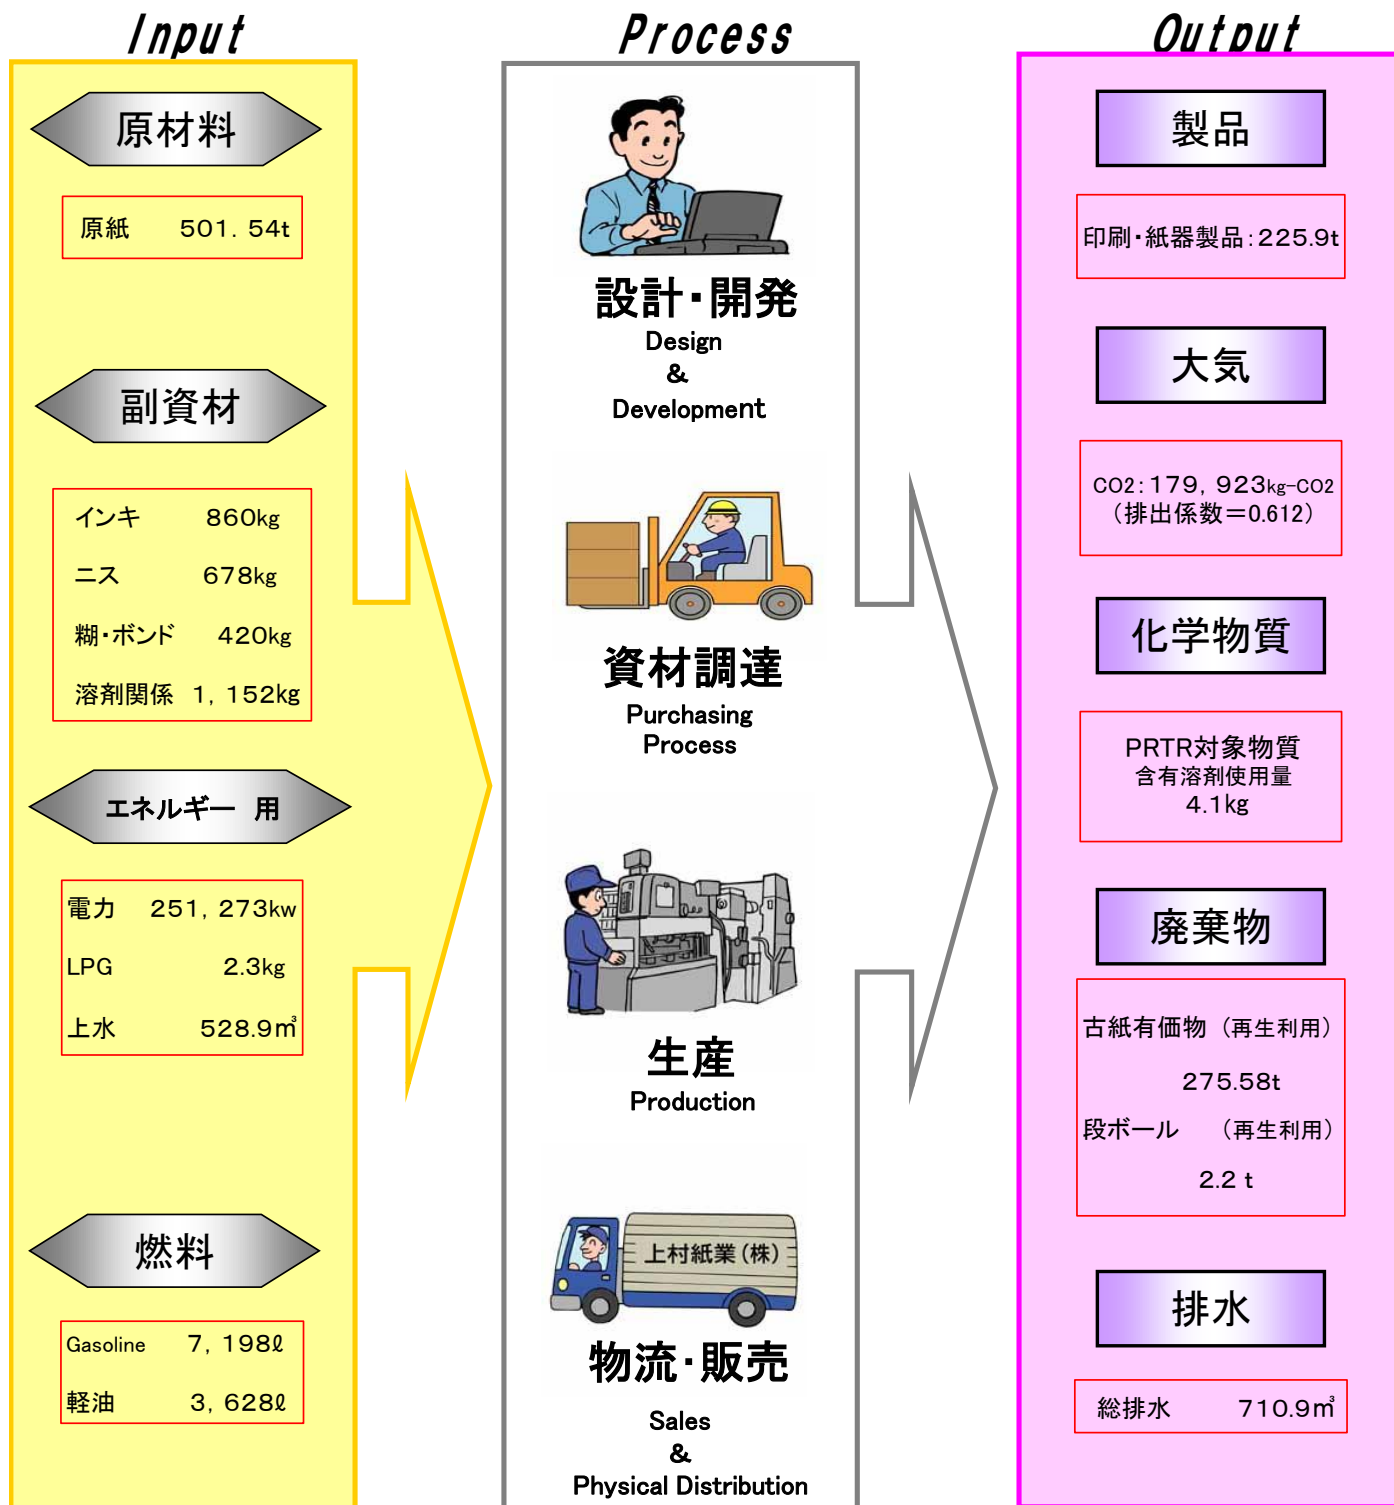 Input
原材料
原紙 501.54t
副資材
インキ 860kg
ニス 678kg
糊・ボンド 420kg
溶剤関係 1,152kg
エネルギー 用
電力 251,273kw
LPG 2.3kg
上水 528.9㎥
燃料
Gasoline 7,198ℓ
軽油 3,628ℓ
Process
設計・開発
Design
&
Development
資材調達
Purchasing
Process
生産
Production
上村紙業(株)
物流・販売
Sales
&
Physical Distribution
Output
製品
印刷・紙器製品:225.9t
大気
CO2:179,923kg-CO2
(排出係数=0.612)
化学物質
PRTR対象物質
含有溶剤使用量
4.1kg
廃棄物
古紙有価物 (再生利用)
275.58t
段ボール (再生利用)
2.2 t
排水
総排水 710.9㎥